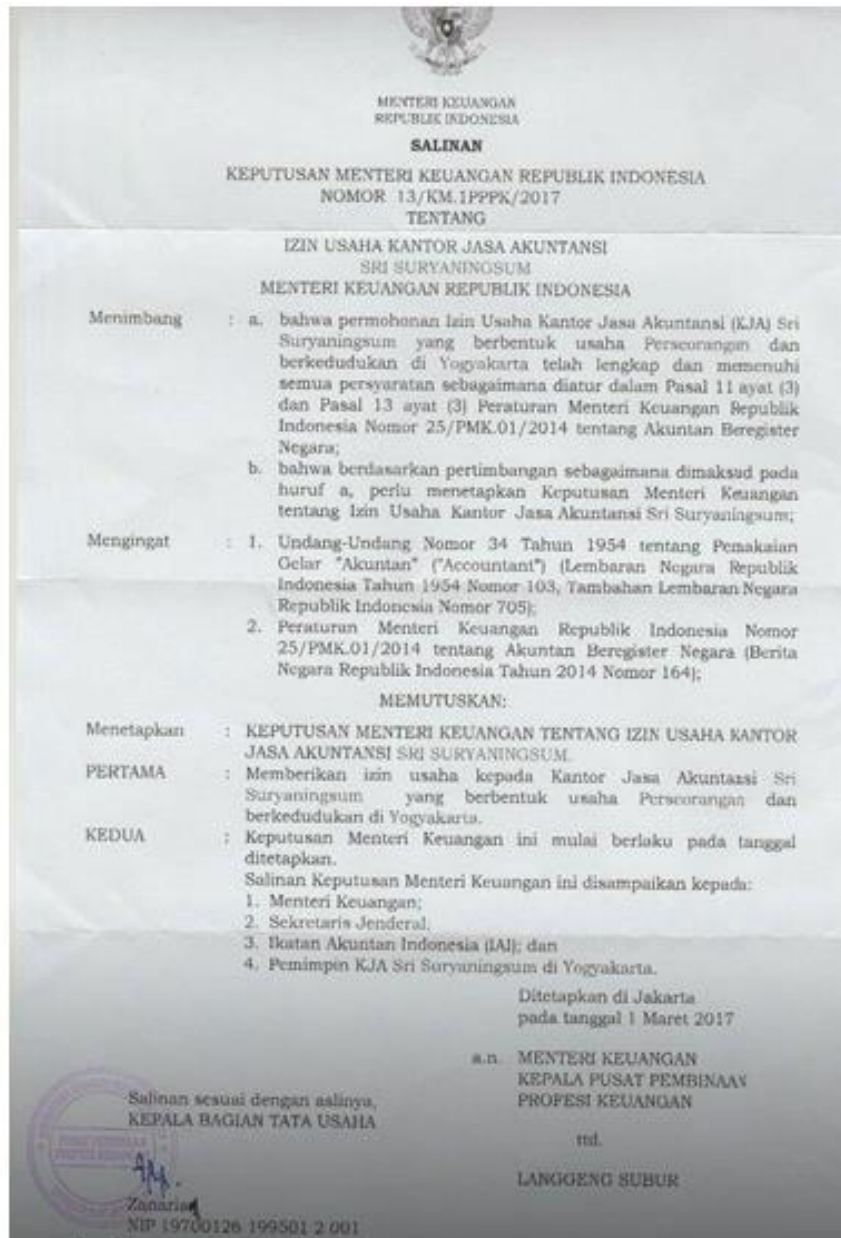 MENTERI KEUANGAN
REPUBLIK INDONESIA
SALINAN
KEPUTUSAN MENTERI KEUANGAN REPUBLIK INDONESIA
NOMOR 13/KM.1PPPK/2017
TENTANG
IZIN USAHA KANTOR JASA AKUNTANSI
SRI SURYANINGSUM
MENTERI KEUANGAN REPUBLIK INDONESIA
Menimbang : a. bahwa permohonan Izin Usaha Kantor Jasa Akuntansi (KJA) Sri
Suryaningsum yang berbentuk usaha Perseorangan dan
berkedudukan di Yogyakarta telah lengkap dan memenuhi
semua persyaratan sebagaimana diatur dalam Pasal 11 ayat (3)
dan Pasal 13 ayat (3) Peraturan Menteri Keuangan Republik
Indonesia Nomor 25/PMK.01/2014 tentang Akuntan Beregister
Negara;
b. bahwa berdasarkan pertimbangan sebagaimana dimaksud pada
huruf a, perlu menetapkan Keputusan Menteri Keuangan
tentang Izin Usaha Kantor Jasa Akuntansi Sri Suryaningsum;
Mengingat : 1. Undang-Undang Nomor 34 Tahun 1954 tentang Pemakaian
Gelar "Akuntan" ("Accountant") (Lembaran Negara Republik
Indonesia Tahun 1954 Nomor 103, Tambahan Lembaran Negara
Republik Indonesia Nomor 705);
2. Peraturan Menteri Keuangan Republik Indonesia Nomor
25/PMK.01/2014 tentang Akuntan Beregister Negara (Berita
Negara Republik Indonesia Tahun 2014 Nomor 164);
MEMUTUSKAN:
Menetapkan : KEPUTUSAN MENTERI KEUANGAN TENTANG IZIN USAHA KANTOR
JASA AKUNTANSI SRI SURYANINGSUM.
PERTAMA : Memberikan izin usaha kepada Kantor Jasa Akuntansi Sri
Suryaningsum yang berbentuk usaha Perseorangan dan
berkedudukan di Yogyakarta.
KEDUA : Keputusan Menteri Keuangan ini mulai berlaku pada tanggal
ditetapkan.
Salinan Keputusan Menteri Keuangan ini disampaikan kepada:
1. Menteri Keuangan;
2. Sekretaris Jenderal.
3. Ikatan Akuntan Indonesia (IAI); dan
4. Pemimpin KJA Sri Suryaningsum di Yogyakarta.
Ditetapkan di Jakarta
pada tanggal 1 Maret 2017
a.n. MENTERI KEUANGAN
KEPALA PUSAT PEMBINAAN
PROFESI KEUANGAN
ttd.
LANGGENG SUBUR
Salinan sesuai dengan aslinya,
KEPALA BAGIAN TATA USAHA
Zanariah
NIP 19700126 199501 2 001